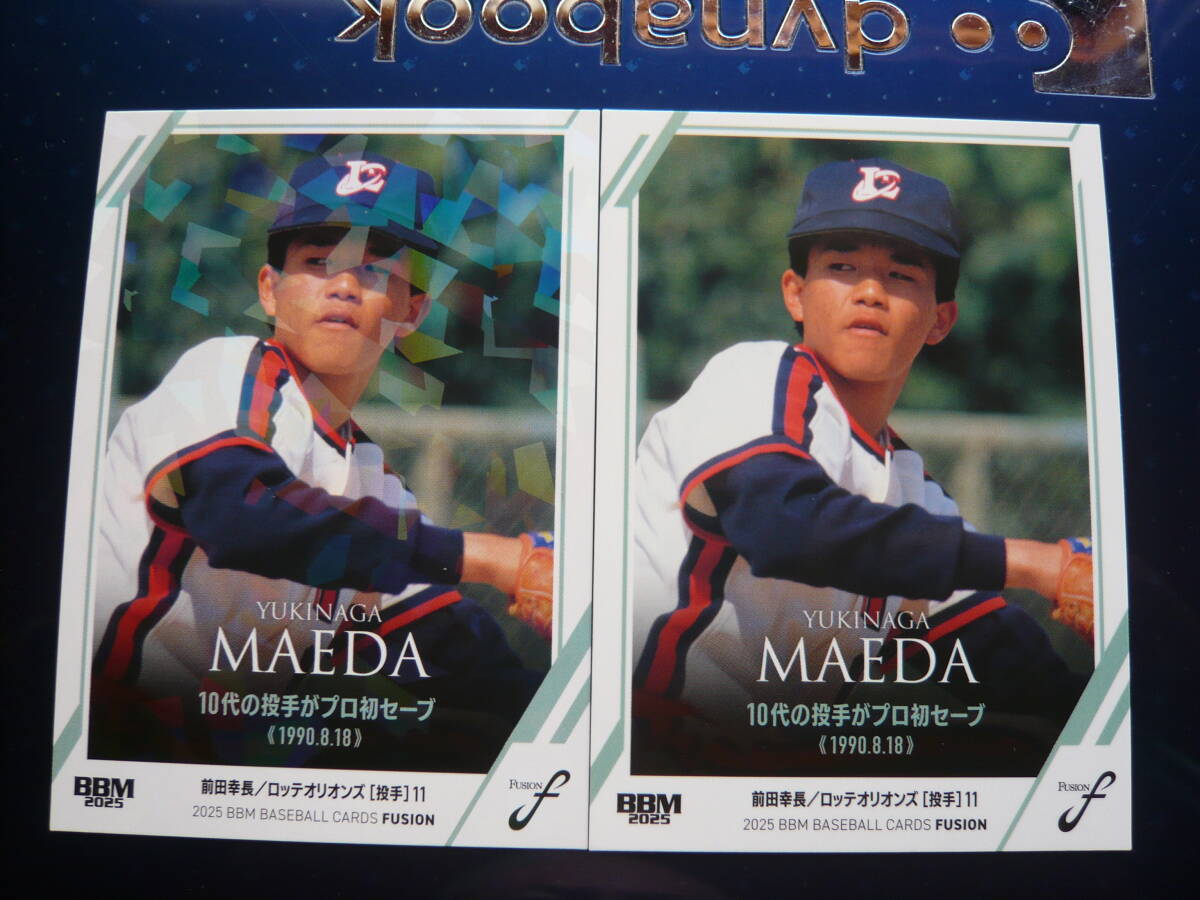 dynabook
YUKINAGA
MAEDA
10代の投手がプロ初セーブ
《1990.8.18》
BBM
2025
前田幸長／ロッテオリオンズ［投手］11
2025 BBM BASEBALL CARDS FUSION
FUSION
f
YUKINAGA
MAEDA
10代の投手がプロ初セーブ
《1990.8.18》
BBM
2025
前田幸長／ロッテオリオンズ［投手］11
2025 BBM BASEBALL CARDS FUSION
FUSION
f